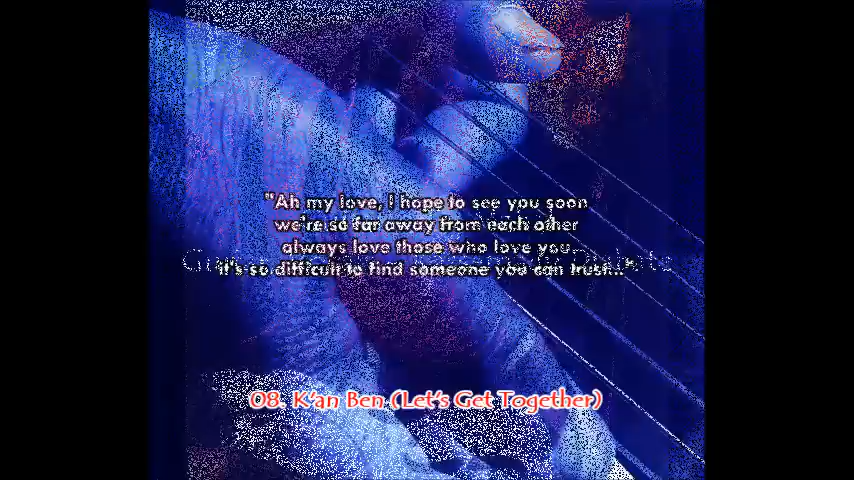 "Ah my love, I hope to see you soon
we're so far away from each other
always love those who love you,
it's so difficult to find someone you can trust..."
08. K'an Ben (Let's Get Together)